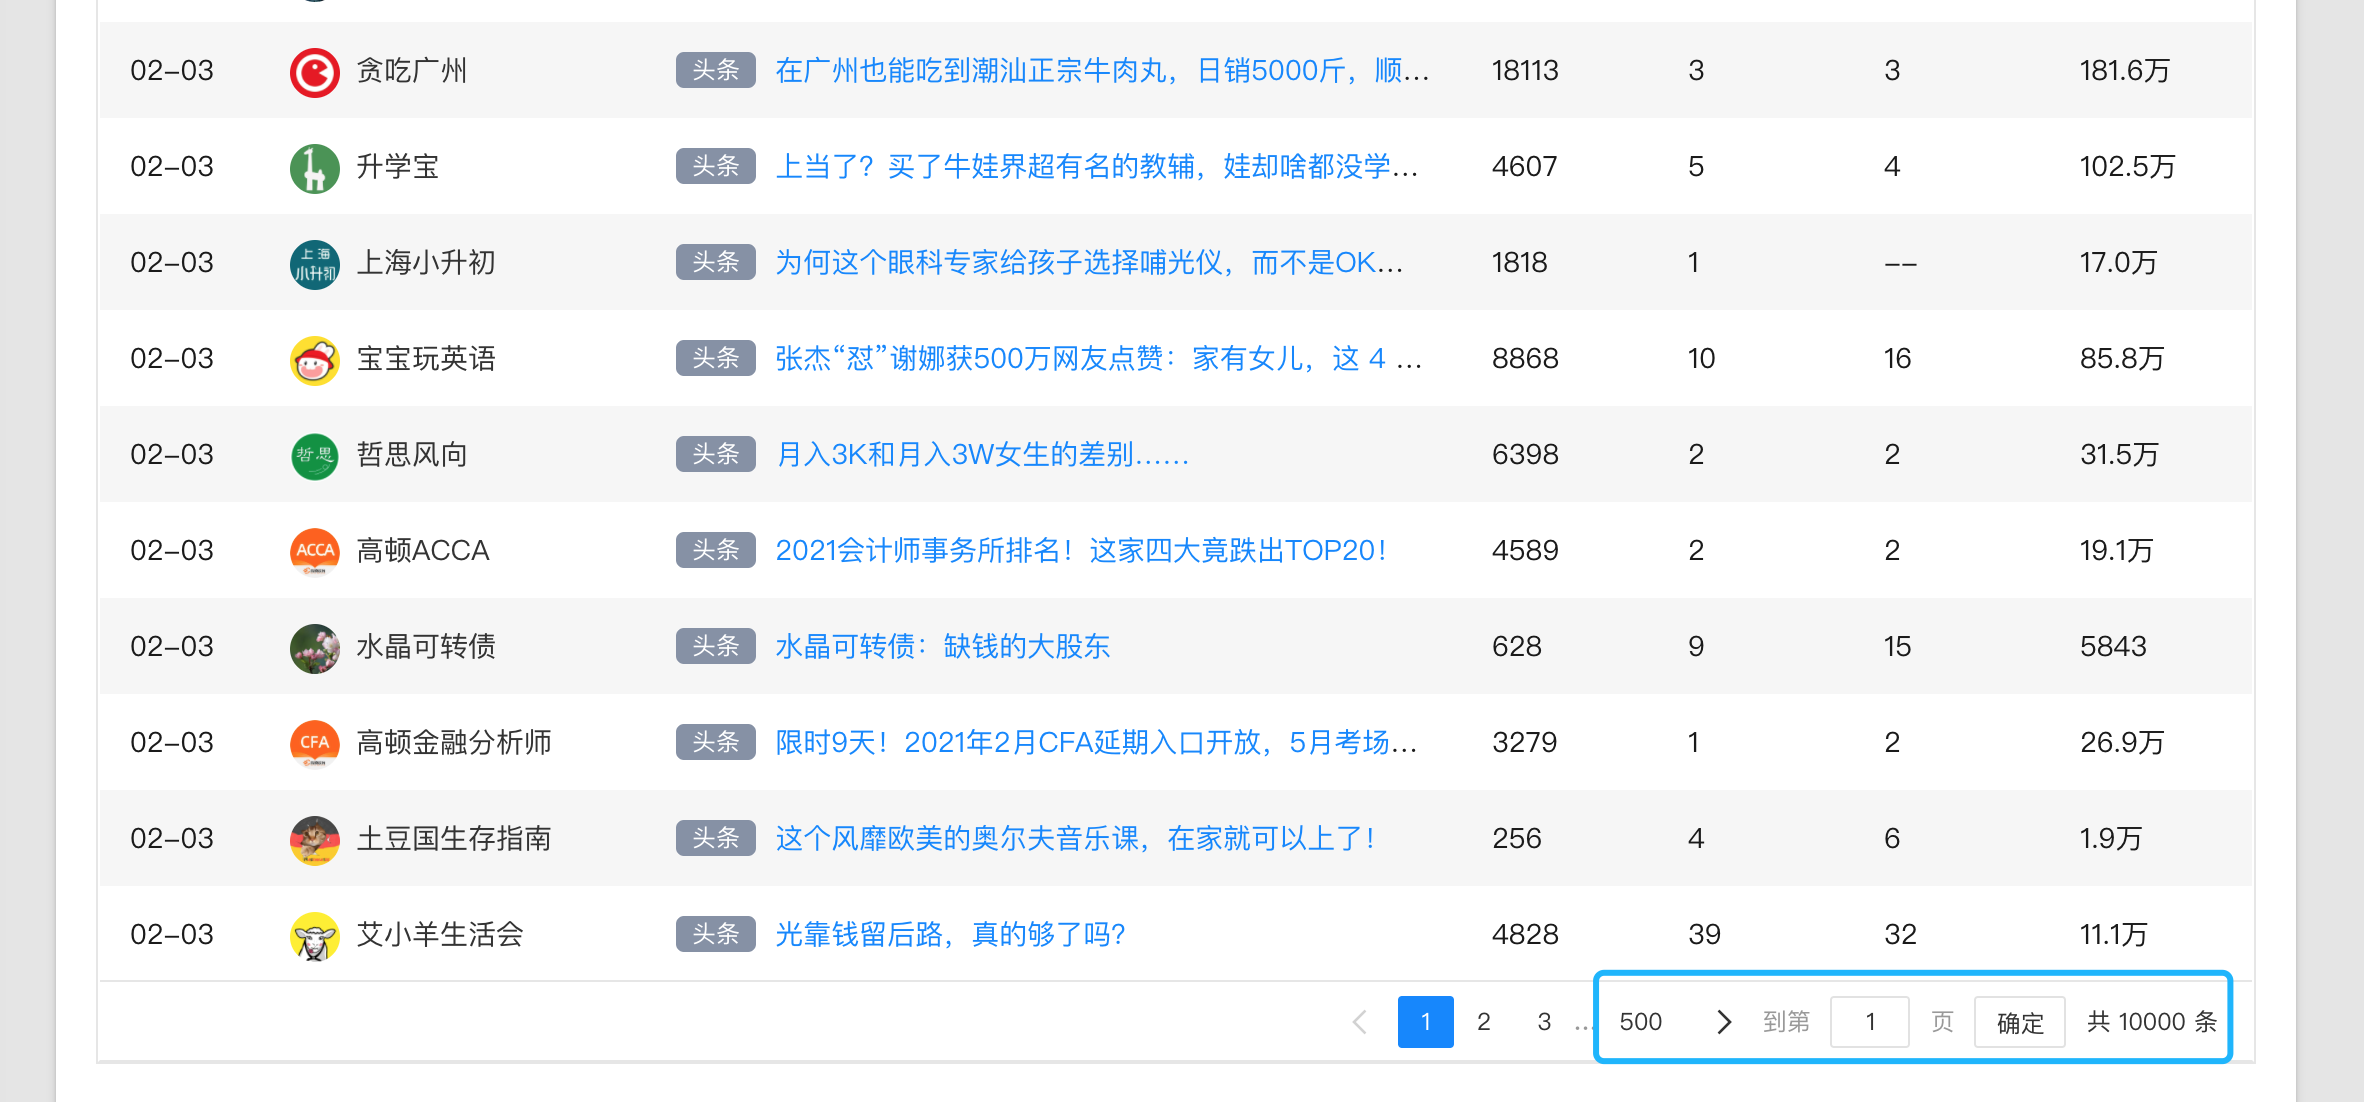 02-03 贪吃广州 头条 在广州也能吃到潮汕正宗牛肉丸，日销5000斤，顺... 18113 3 3 181.6万
02-03 升学宝 头条 上当了？买了牛娃界超有名的教辅，娃却啥都没学... 4607 5 4 102.5万
02-03 上海小升初 上海小升初 头条 为何这个眼科专家给孩子选择哺光仪，而不是OK... 1818 1 -- 17.0万
02-03 宝宝玩英语 头条 张杰“怼”谢娜获500万网友点赞：家有女儿，这 4 ... 8868 10 16 85.8万
02-03 哲思 哲思风向 头条 月入3K和月入3W女生的差别…… 6398 2 2 31.5万
02-03 ACCA 高顿ACCA 头条 2021会计师事务所排名！这家四大竟跌出TOP20！ 4589 2 2 19.1万
02-03 水晶可转债 头条 水晶可转债：缺钱的大股东 628 9 15 5843
02-03 CFA 高顿金融分析师 头条 限时9天！2021年2月CFA延期入口开放，5月考场... 3279 1 2 26.9万
02-03 土豆国生存指南 头条 这个风靡欧美的奥尔夫音乐课，在家就可以上了！ 256 4 6 1.9万
02-03 艾小羊生活会 头条 光靠钱留后路，真的够了吗？ 4828 39 32 11.1万
1 2 3 ... 500 到第 1 页 确定 共 10000 条